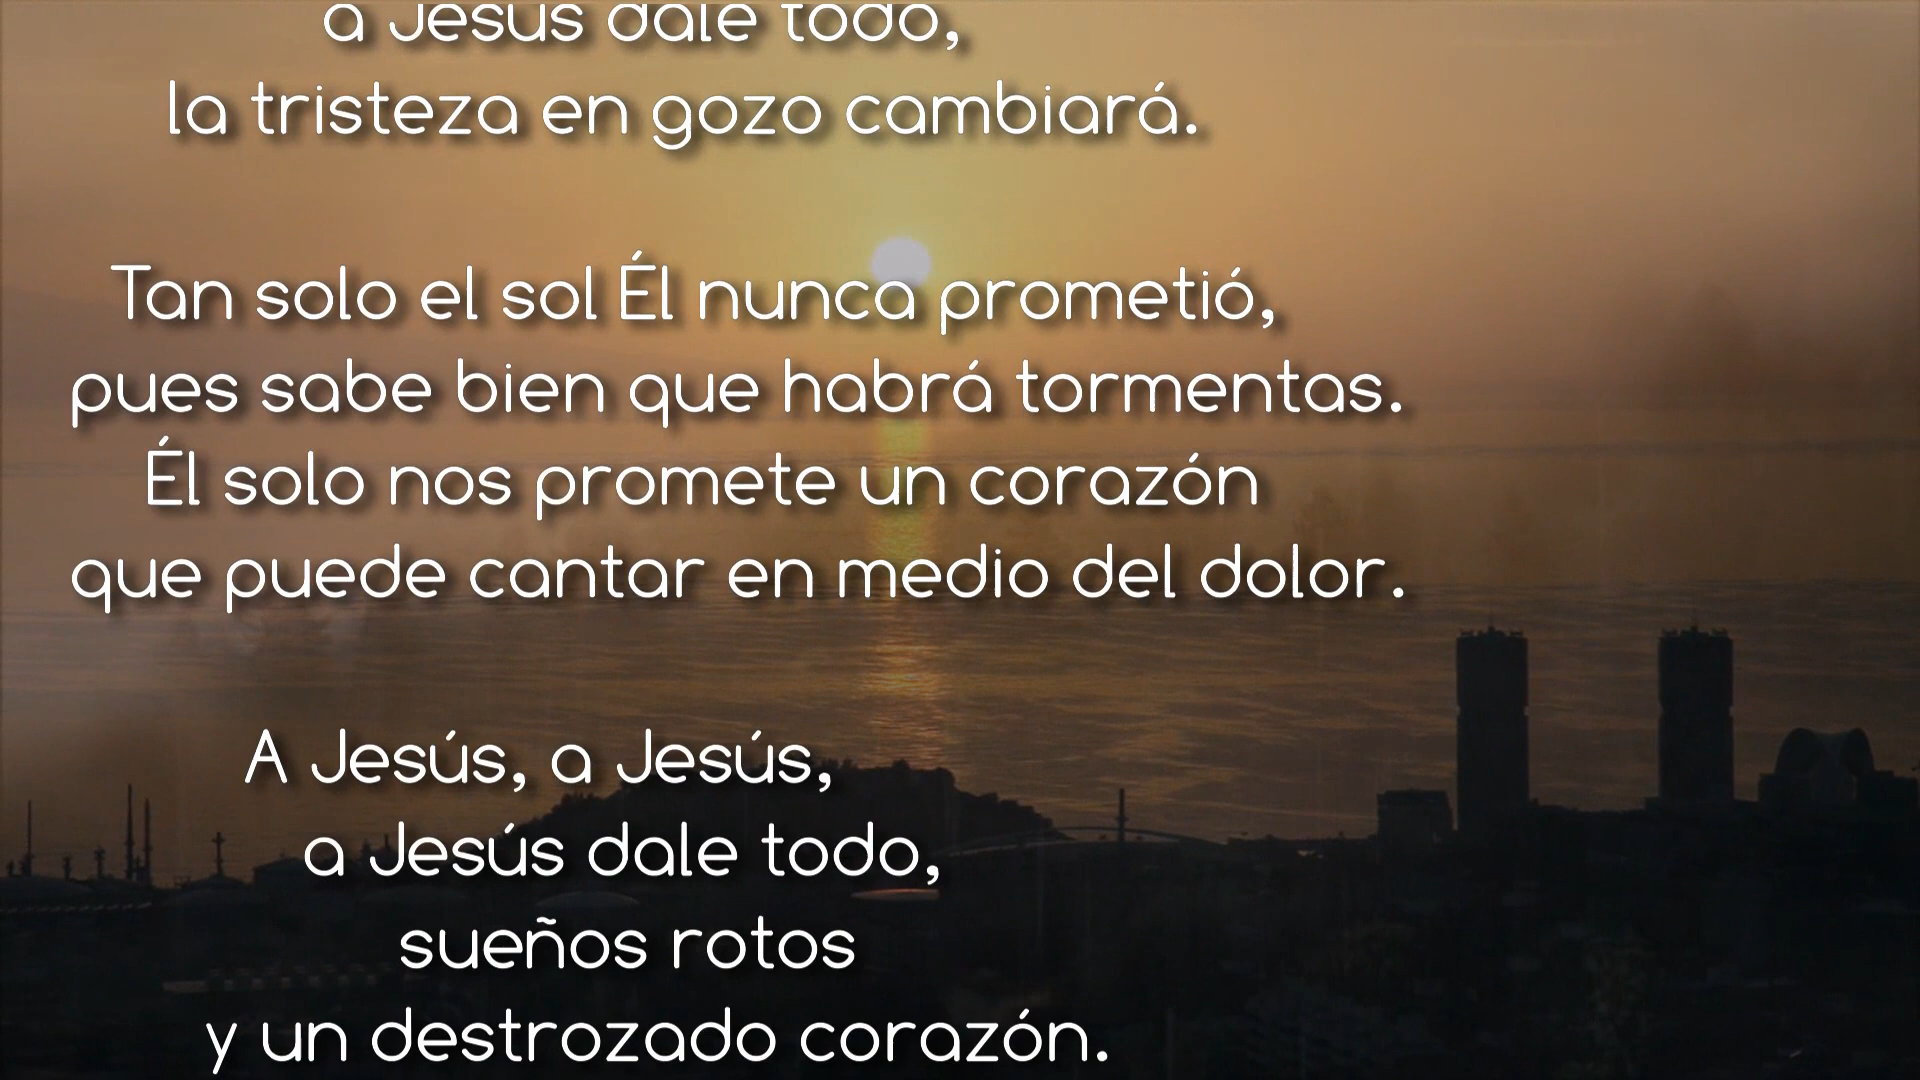 a Jesús dale todo,
la tristeza en gozo cambiará.
Tan solo el sol Él nunca prometió,
pues sabe bien que habrá tormentas.
Él solo nos promete un corazón
que puede cantar en medio del dolor.
A Jesús, a Jesús,
a Jesús dale todo,
sueños rotos
y un destrozado corazón.